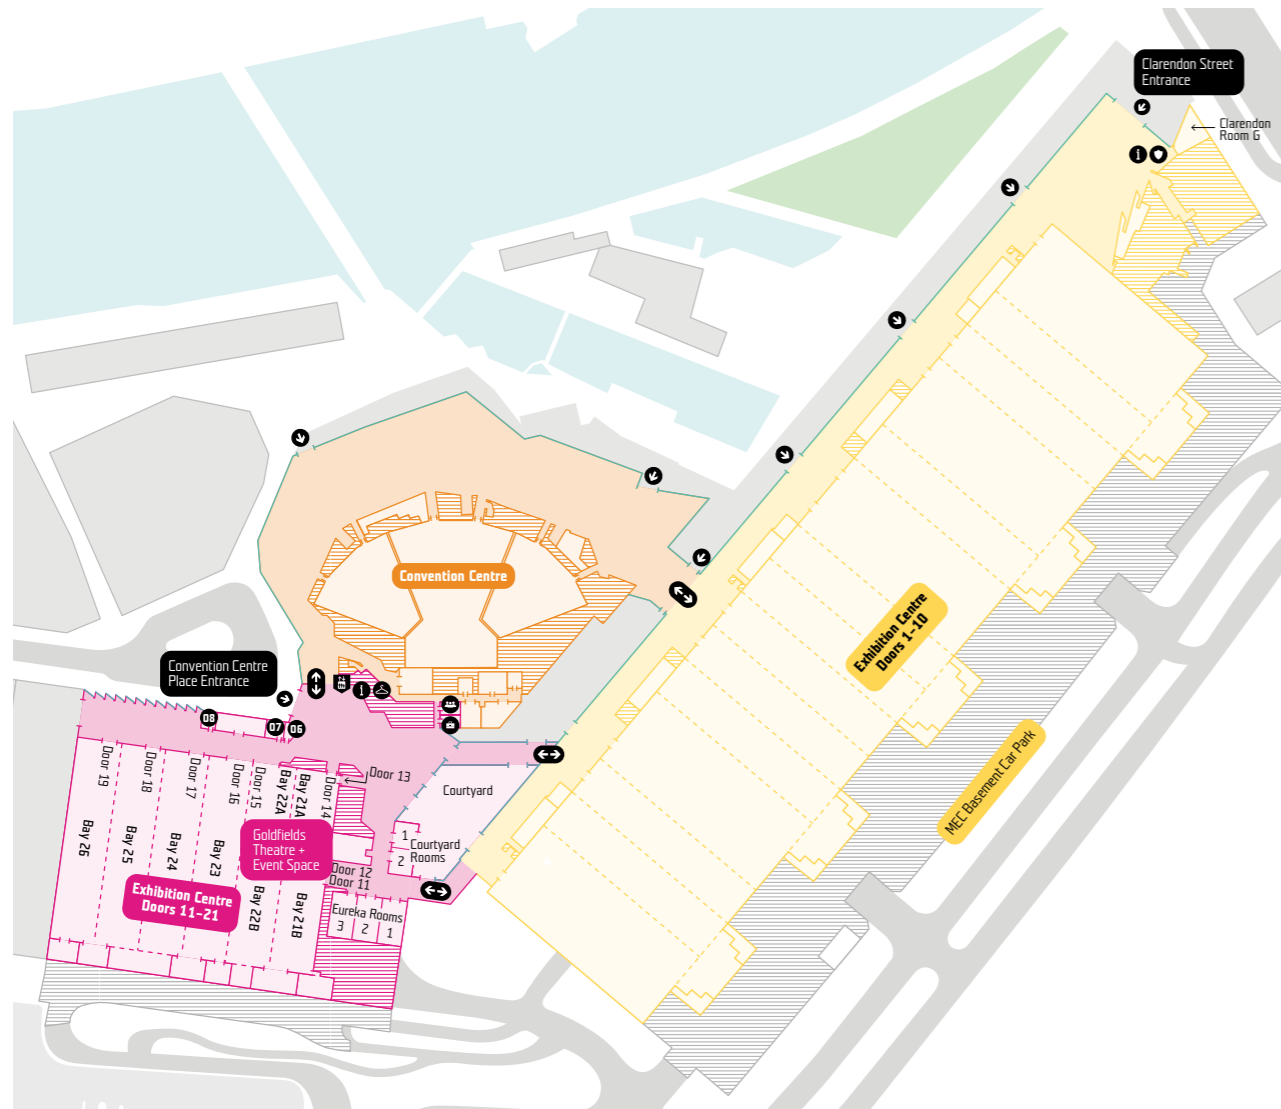 Clarendon Street
Entrance
Clarendon
Room G
i
Convention Centre
Exhibition Centre
Doors 1-10
Convention Centre
Place Entrance
i
08
07
06
MEC Basement Car Park
Door 19
Door 18
Door 17
Door 16
Door 15
Bay 22A
Bay 21A
Door 14
Door 13
Courtyard
Bay 26
Bay 25
Bay 24
Bay 23
Goldfields
Theatre +
Event Space
1
2
Courtyard
Rooms
Door 12
Door 11
Exhibition Centre
Doors 11-21
Bay 22B
Bay 21B
Eureka Rooms
3
2
1